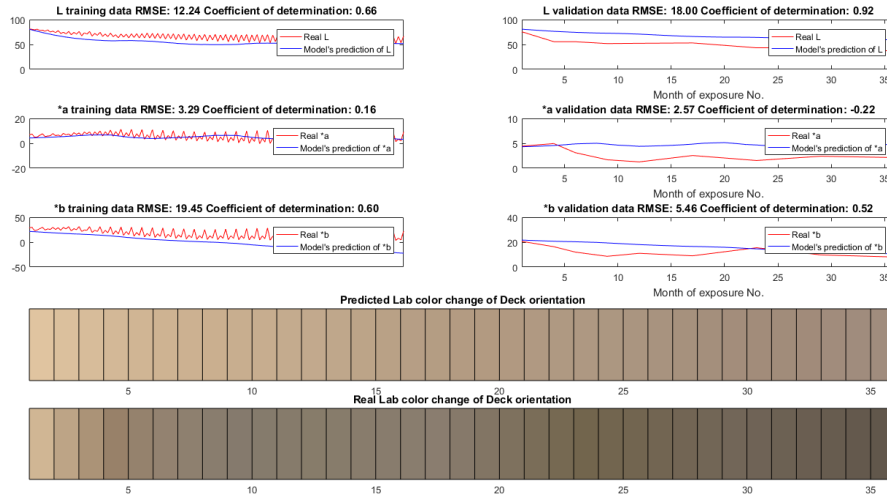 L training data RMSE: 12.24 Coefficient of determination: 0.66
100
50
0
Real L
Model's prediction of L
L validation data RMSE: 18.00 Coefficient of determination: 0.92
100
50
0
Real L
Model's prediction of L
5 10 15 20 25 30 35
Month of exposure No.
*a training data RMSE: 3.29 Coefficient of determination: 0.16
20
0
-20
Real *a
Model's prediction of *a
*a validation data RMSE: 2.57 Coefficient of determination: -0.22
10
5
0
Real *a
Model's prediction of *a
5 10 15 20 25 30 35
Month of exposure No.
*b training data RMSE: 19.45 Coefficient of determination: 0.60
50
0
-50
Real *b
Model's prediction of *b
*b validation data RMSE: 5.46 Coefficient of determination: 0.52
40
20
0
Real *b
Model's prediction of *b
5 10 15 20 25 30 35
Month of exposure No.
Predicted Lab color change of Deck orientation
5 10 15 20 25 30 35
Real Lab color change of Deck orientation
5 10 15 20 25 30 35